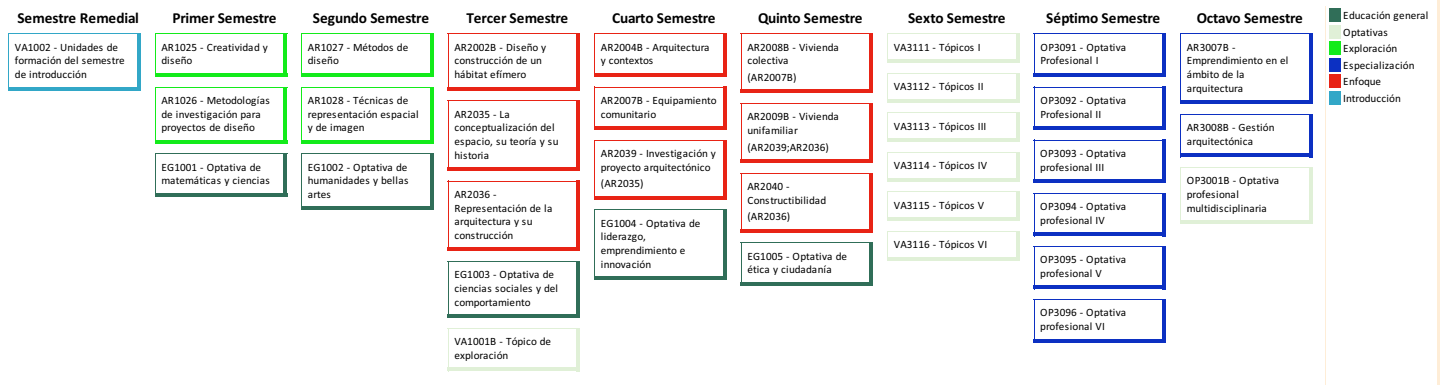 Semestre Remedial
VA1002 - Unidades de
formación del semestre
de introducción
Primer Semestre
AR1025 - Creatividad y
diseño
AR1026 - Metodologías
de investigación para
proyectos de diseño
EG1001 - Optativa de
matemáticas y ciencias
Segundo Semestre
AR1027 - Métodos de
diseño
AR1028 - Técnicas de
representación espacial
y de imagen
EG1002 - Optativa de
humanidades y bellas
artes
Tercer Semestre
AR2002B - Diseño y
construcción de un
hábitat efímero
AR2035 - La
conceptualización del
espacio, su teoría y su
historia
AR2036 -
Representación de la
arquitectura y su
construcción
EG1003 - Optativa de
ciencias sociales y del
comportamiento
VA1001B - Tópico de
exploración
Cuarto Semestre
AR2004B - Arquitectura
y contextos
AR2007B - Equipamiento
comunitario
AR2039 - Investigación y
proyecto arquitectónico
(AR2035)
EG1004 - Optativa de
liderazgo,
emprendimiento e
innovación
Quinto Semestre
AR2008B - Vivienda
colectiva
(AR2007B)
AR2009B - Vivienda
unifamiliar
(AR2039;AR2036)
AR2040 -
Constructibilidad
(AR2036)
EG1005 - Optativa de
ética y ciudadanía
Sexto Semestre
VA3111 - Tópicos I
VA3112 - Tópicos II
VA3113 - Tópicos III
VA3114 - Tópicos IV
VA3115 - Tópicos V
VA3116 - Tópicos VI
Séptimo Semestre
OP3091 - Optativa
Profesional I
OP3092 - Optativa
Profesional II
OP3093 - Optativa
profesional III
OP3094 - Optativa
profesional IV
OP3095 - Optativa
profesional V
OP3096 - Optativa
profesional VI
Octavo Semestre
AR3007B -
Emprendimiento en el
ámbito de la
arquitectura
AR3008B - Gestión
arquitectónica
OP3001B - Optativa
profesional
multidisciplinaria
Educación general
Optativas
Exploración
Especialización
Enfoque
Introducción